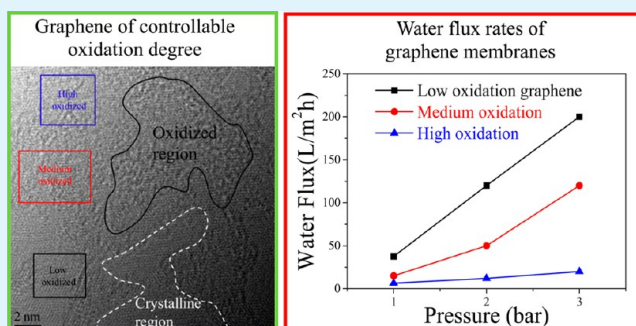 Graphene of controllable
oxidation degree
High
oxidized
Oxidized
region
Medium
oxidized
Low
oxidized
Crystalline
region
2 nm
Water flux rates of
graphene membranes
Water Flux(L/m²h)
250
200
150
100
50
0
Low oxidation graphene
Medium oxidation
High oxidation
1 2 3
Pressure (bar)